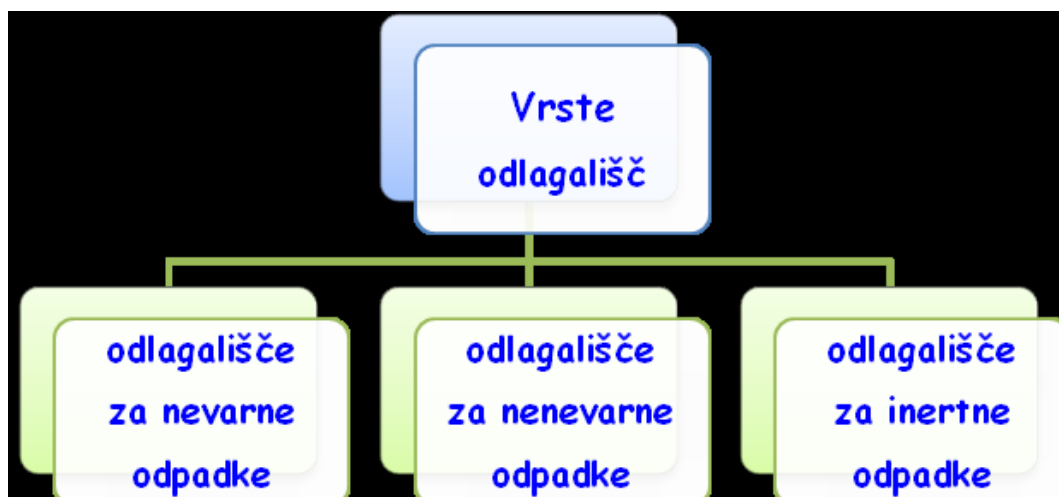 Vrste
odlagališč
odlagališče
za nevarne
odpadke
odlagališče
za nenevarne
odpadke
odlagališče
za inertne
odpadke